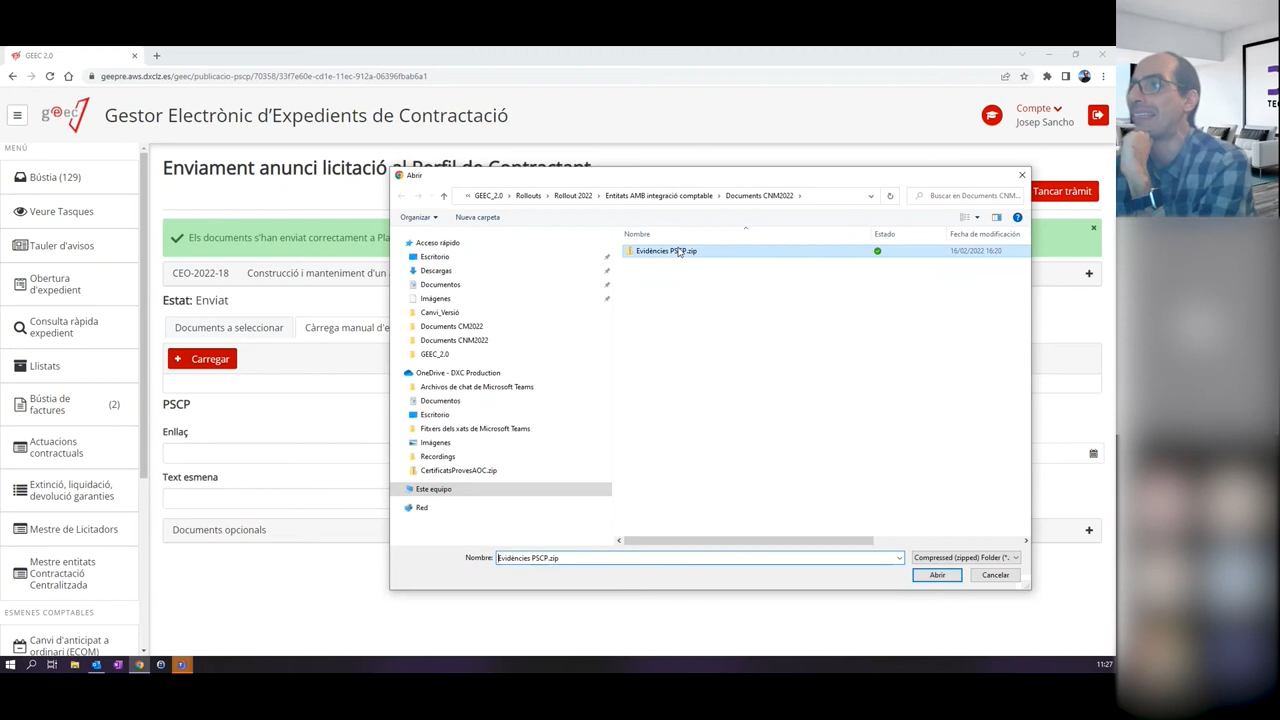 GEEC 2.0
geepre.aws.dxclz.es/geec/publicacio-pscp/70358/33f7e60e-cd1e-11ec-912a-06396fbab6a1
geec
Gestor Electrònic d'Expedients de Contractació
Compte
Josep Sancho
MENÚ
Bústia (129)
Veure Tasques
Tauler d'avisos
Obertura
d'expedient
Consulta ràpida
expedient
Llistats
Bústia de
factures
(2)
Actuacions
contractuals
Extinció, liquidació,
devolució garanties
Mestre de Licitadors
Mestre entitats
Contractació
Centralitzada
ESMENES COMPTABLES
Canvi d'anticipat a
ordinari (ECOM)
Enviament anunci licitació al Perfil de Contractant
Tancar tràmit
Els documents s'han enviat correctament a Pla
CEO-2022-18 Construcció i manteniment d'un
Estat: Enviat
Documents a seleccionar
Càrrega manual d'e
+ Carregar
PSCP
Enllaç
Text esmena
Documents opcionals
Abrir
« GEEC_2.0 › Rollouts › Rollout 2022 › Entitats AMB integració comptable › Documents CNM2022 ›
Buscar en Documents CNM...
Organizar
Nueva carpeta
Acceso rápido
Escritorio
Descargas
Documentos
Imágenes
Canvi_Versió
Documents CM2022
Documents CNM2022
GEEC_2.0
OneDrive - DXC Production
Archivos de chat de Microsoft Teams
Documentos
Escritorio
Fitxers dels xats de Microsoft Teams
Imágenes
Recordings
CertificatsProvesAOC.zip
Este equipo
Red
Nombre
Estado
Fecha de modificación
Evidències PSCP.zip
16/02/2022 16:20
Nombre:
Evidències PSCP.zip
Compressed (zipped) Folder (*.
Abrir
Cancelar
11:27